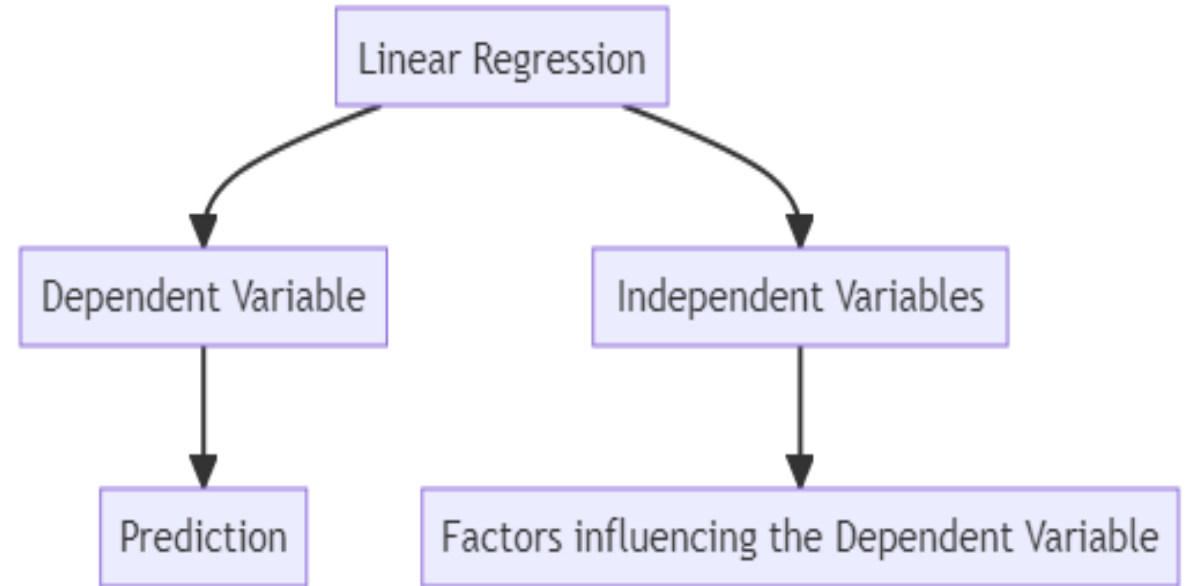 Linear Regression
Dependent Variable
Independent Variables
Prediction
Factors influencing the Dependent Variable